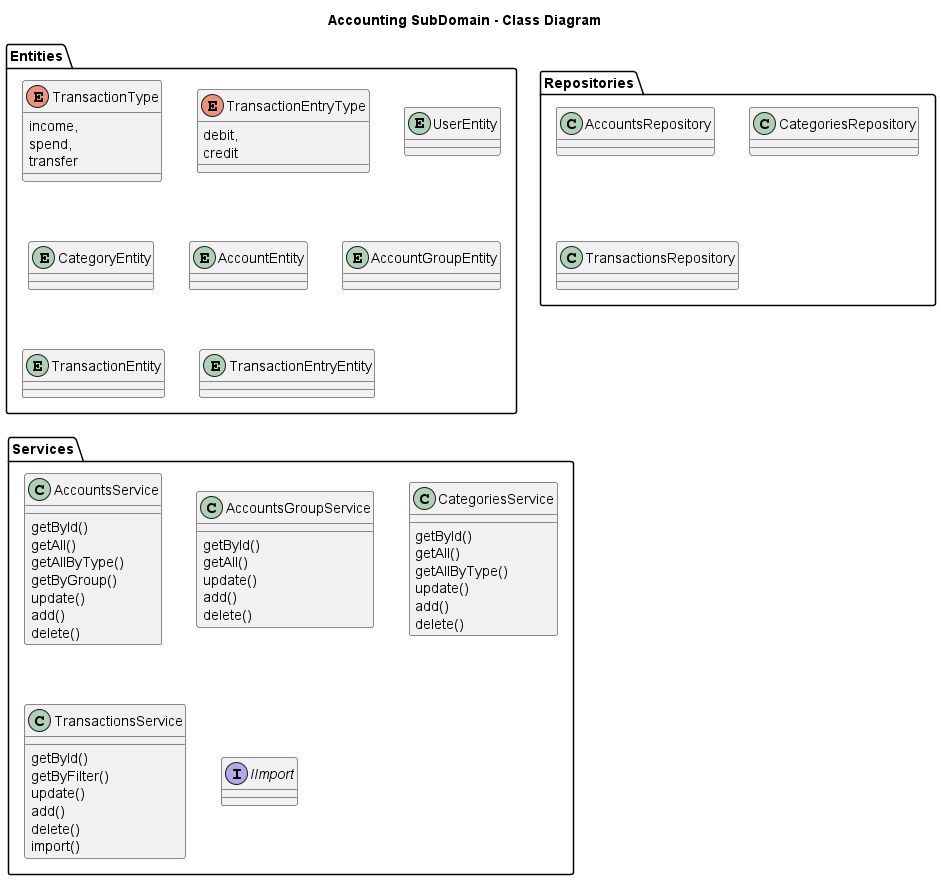 Accounting SubDomain - Class Diagram
Entities
E TransactionType
income,
spend,
transfer
E TransactionEntryType
debit,
credit
E UserEntity
E CategoryEntity
E AccountEntity
E AccountGroupEntity
E TransactionEntity
E TransactionEntryEntity
Repositories
C AccountsRepository
C CategoriesRepository
C TransactionsRepository
Services
C AccountsService
getById()
getAll()
getAllByType()
getByGroup()
update()
add()
delete()
C AccountsGroupService
getById()
getAll()
update()
add()
delete()
C CategoriesService
getById()
getAll()
getAllByType()
update()
add()
delete()
C TransactionsService
getById()
getByFilter()
update()
add()
delete()
import()
I IImport